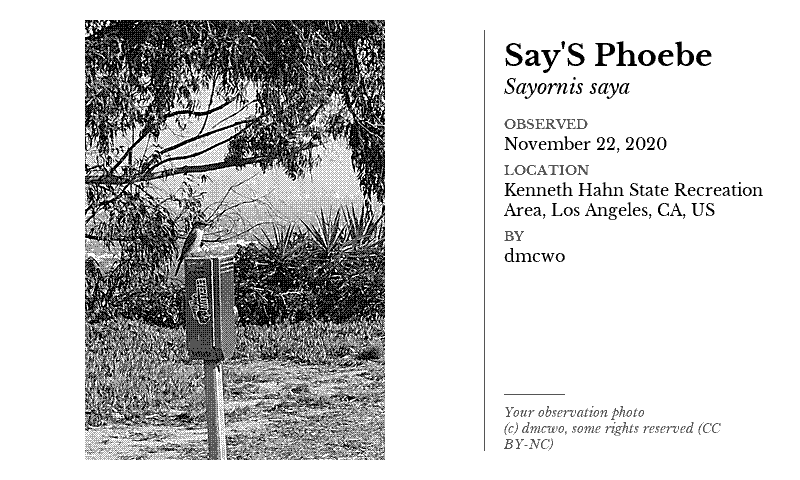 Say'S Phoebe
Sayornis saya
OBSERVED
November 22, 2020
LOCATION
Kenneth Hahn State Recreation
Area, Los Angeles, CA, US
BY
dmcwo
Your observation photo
(c) dmcwo, some rights reserved (CC
BY-NC)